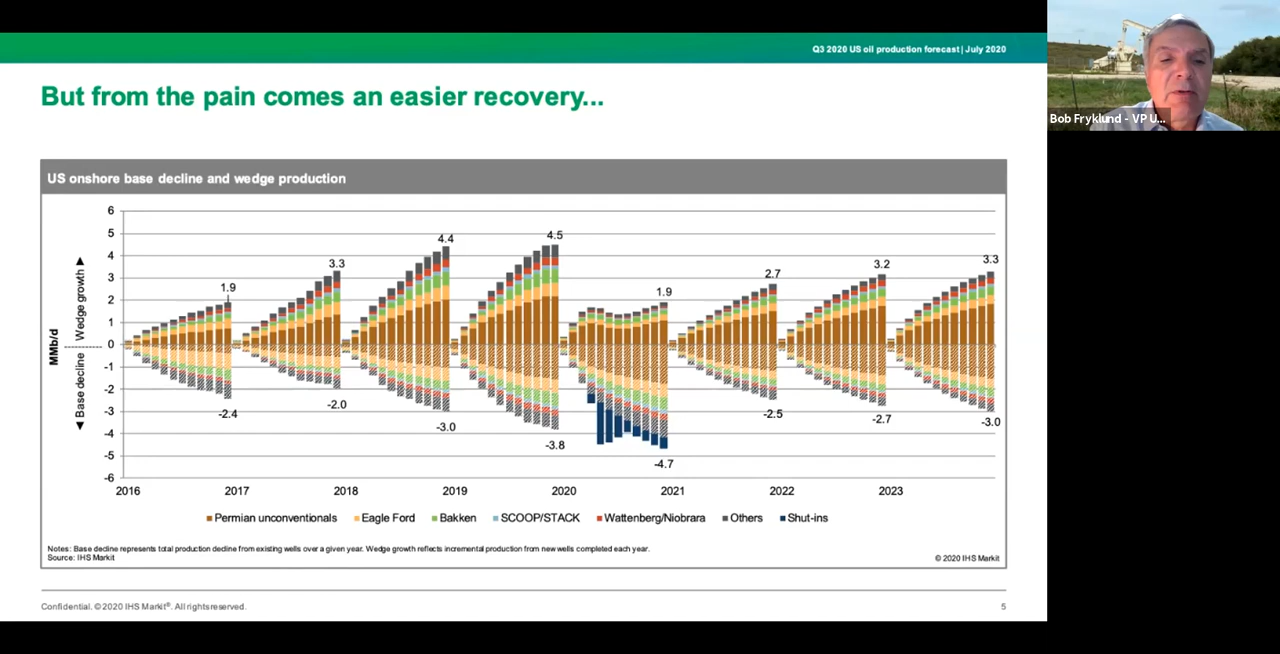 Q3 2020 US oil production forecast | July 2020
But from the pain comes an easier recovery...
Bob Fryklund - VP U...
US onshore base decline and wedge production
MMb/d
◄ Base decline Wedge growth ►
6
5
4
3
2
1
0
-1
-2
-3
-4
-5
-6
1.9
3.3
4.4
4.5
1.9
2.7
3.2
3.3
-2.4
-2.0
-3.0
-3.8
-4.7
-2.5
-2.7
-3.0
2016 2017 2018 2019 2020 2021 2022 2023
Permian unconventionals Eagle Ford Bakken SCOOP/STACK Wattenberg/Niobrara Others Shut-ins
Notes: Base decline represents total production decline from existing wells over a given year. Wedge growth reflects incremental production from new wells completed each year.
Source: IHS Markit © 2020 IHS Markit
Confidential. © 2020 IHS Markit®. All rights reserved. 5